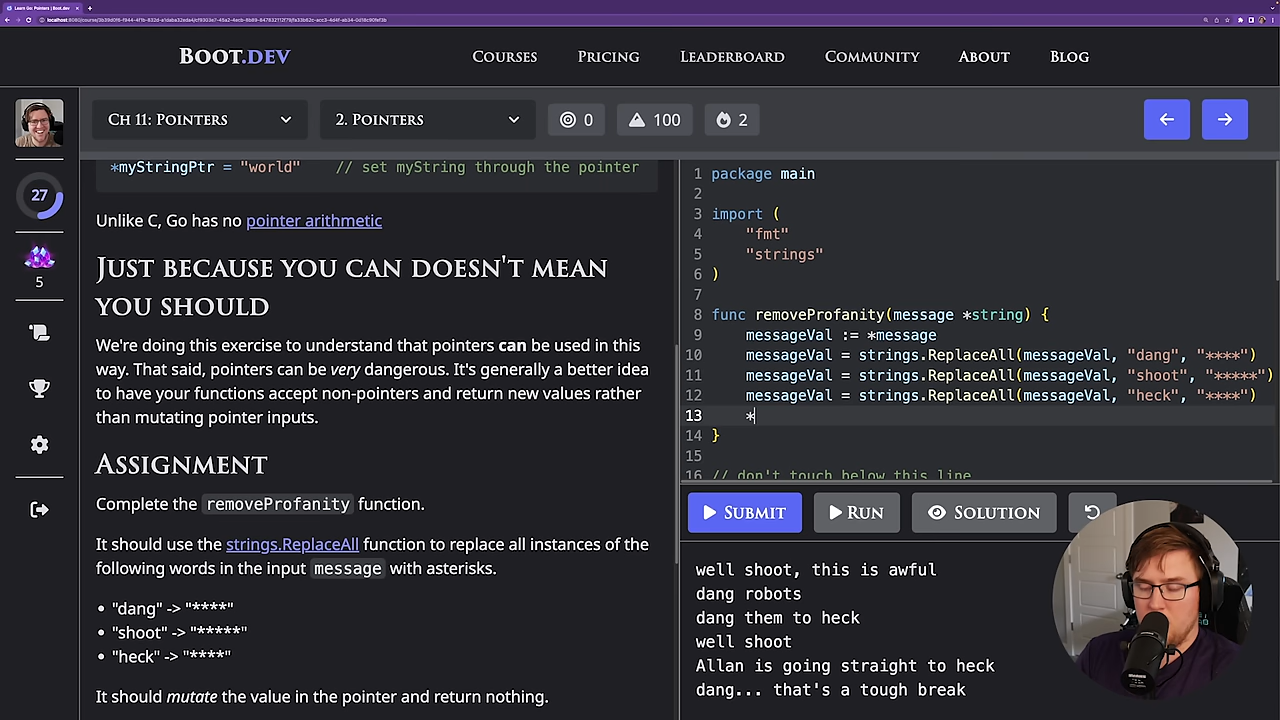 Learn Go: Pointers | Boot.dev
BOOT.DEV
COURSES
PRICING
LEADERBOARD
COMMUNITY
ABOUT
BLOG
CH 11: POINTERS
2. POINTERS
0
100
2
27
5
*myStringPtr = "world" // set myString through the pointer
Unlike C, Go has no pointer arithmetic
JUST BECAUSE YOU CAN DOESN'T MEAN
YOU SHOULD
We're doing this exercise to understand that pointers can be used in this
way. That said, pointers can be very dangerous. It's generally a better idea
to have your functions accept non-pointers and return new values rather
than mutating pointer inputs.
ASSIGNMENT
Complete the removeProfanity function.
It should use the strings.ReplaceAll function to replace all instances of the
following words in the input message with asterisks.
• "dang" -> "****"
• "shoot" -> "*****"
• "heck" -> "****"
It should mutate the value in the pointer and return nothing.
1 package main
2
3 import (
4 "fmt"
5 "strings"
6 )
7
8 func removeProfanity(message *string) {
9 messageVal := *message
10 messageVal = strings.ReplaceAll(messageVal, "dang", "****")
11 messageVal = strings.ReplaceAll(messageVal, "shoot", "*****")
12 messageVal = strings.ReplaceAll(messageVal, "heck", "****")
13 *
14 }
15
16 // don't touch below this line
SUBMIT
RUN
SOLUTION
well shoot, this is awful
dang robots
dang them to heck
well shoot
Allan is going straight to heck
dang... that's a tough break